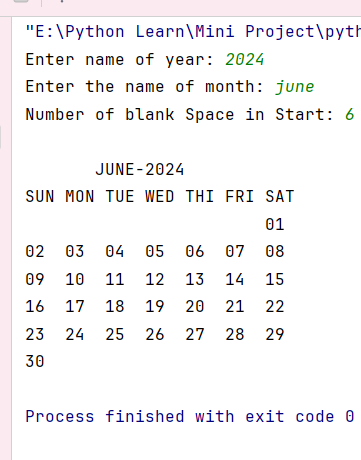 "E:\Python Learn\Mini Project\pyth
Enter name of year: 2024
Enter the name of month: june
Number of blank Space in Start: 6
JUNE-2024
SUN MON TUE WED THI FRI SAT
01
02 03 04 05 06 07 08
09 10 11 12 13 14 15
16 17 18 19 20 21 22
23 24 25 26 27 28 29
30
Process finished with exit code 0